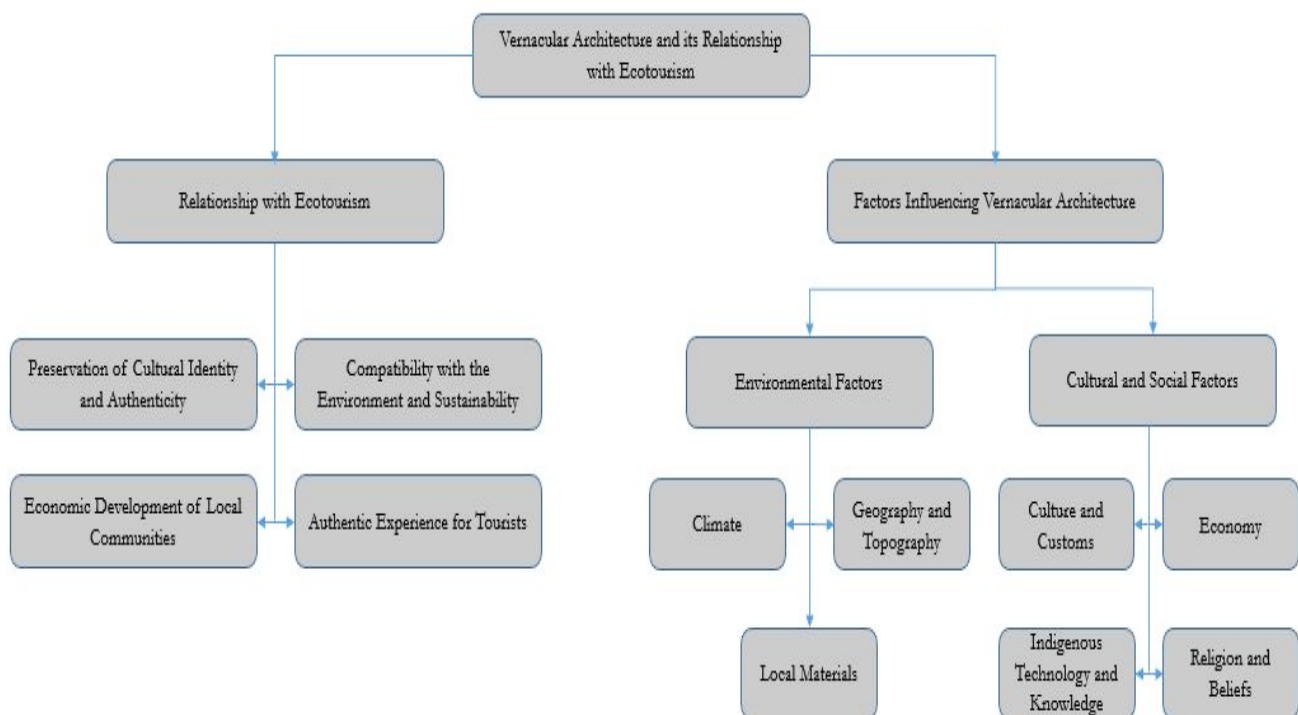 Vernacular Architecture and its Relationship
with Ecotourism
Relationship with Ecotourism
Factors Influencing Vernacular Architecture
Preservation of Cultural Identity
and Authenticity
Compatibility with the
Environment and Sustainability
Environmental Factors
Cultural and Social Factors
Economic Development of Local
Communities
Authentic Experience for Tourists
Climate
Geography and
Topography
Culture and
Customs
Economy
Local Materials
Indigenous
Technology and
Knowledge
Religion and
Beliefs